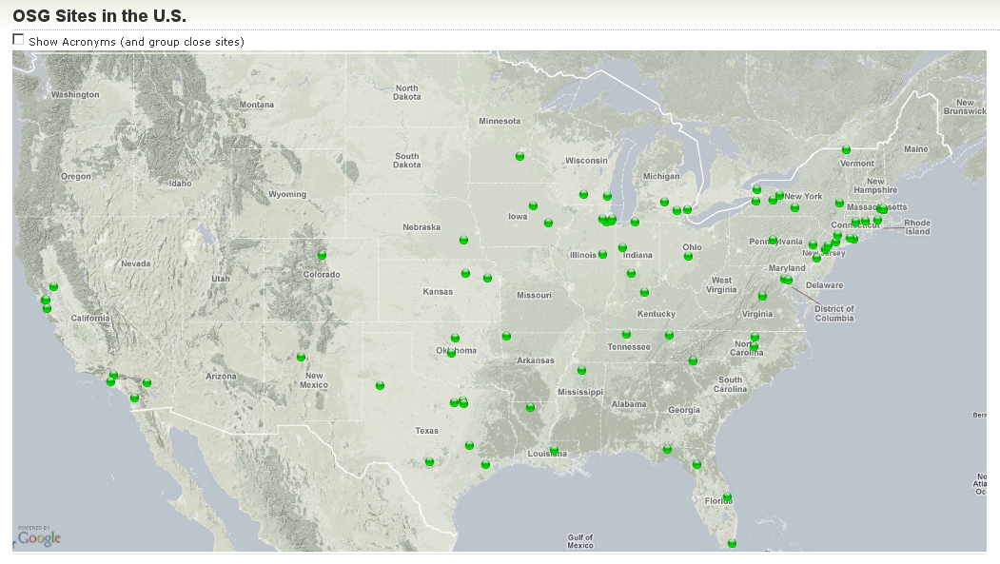 OSG Sites in the U.S.
Show Acronyms (and group close sites)
Washington
Montana
North
Dakota
Minnesota
New
Brunswick
Maine
Vermont
South
Dakota
Wisconsin
Michigan
Oregon
Idaho
Wyoming
New
Hampshire
New York
Massachusetts
Iowa
Connecticut
Rhode
Island
Nebraska
Pennsylvania
Ohio
Illinois
Indiana
New Jersey
Nevada
Utah
Colorado
Maryland
Delaware
West
Virginia
Kansas
Missouri
District of
Columbia
Virginia
Kentucky
California
Oklahoma
Tennessee
North
Carolina
Arkansas
Arizona
New
Mexico
South
Carolina
Mississippi
Alabama
Georgia
Texas
Louisiana
Florida
Bern
No
Atla
Oc
Gulf of
Mexico
POWERED BY
Google